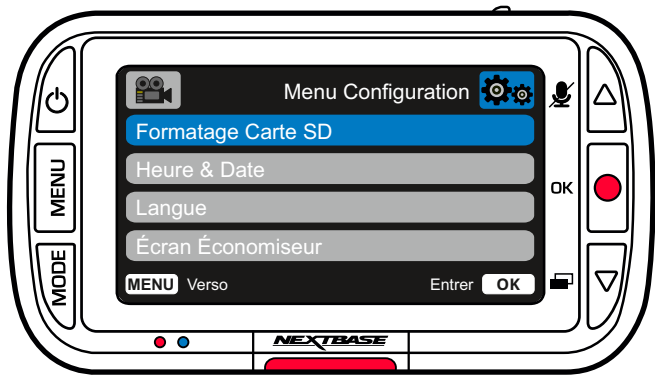 Menu Configuration
Formatage Carte SD
MENU
OK
Heure & Date
Langue
Écran Économiseur
MODE
MENU Verso
Entrer OK
NEXTBASE